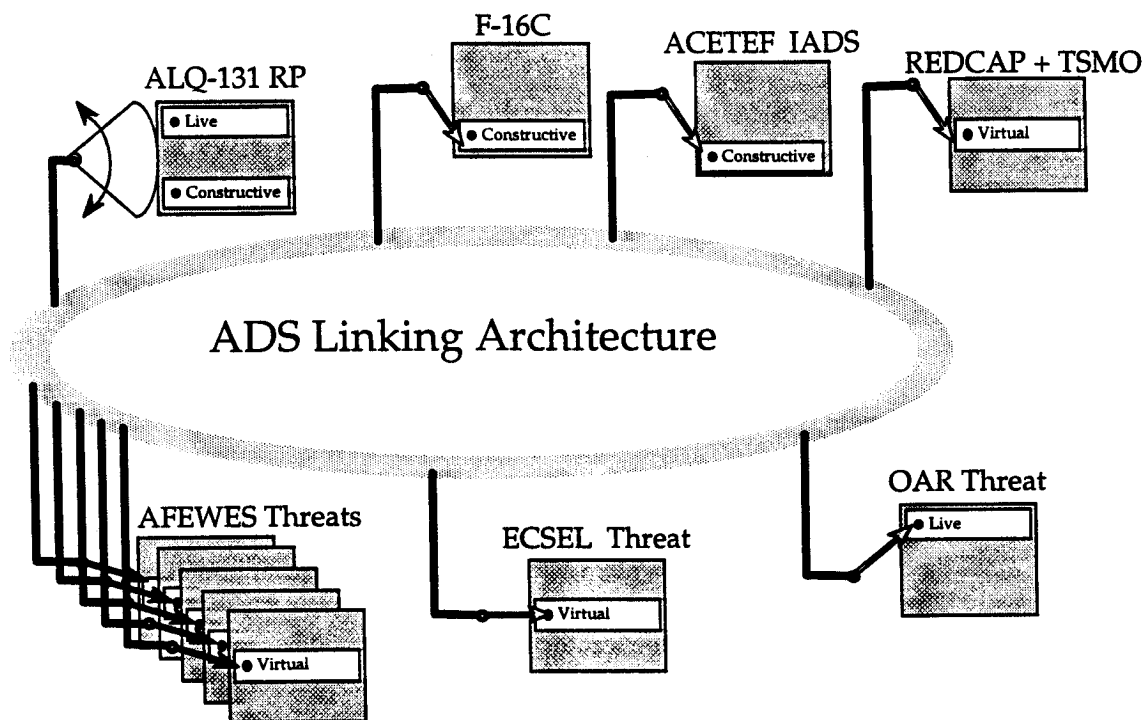 F-16C
ACETEF IADS
REDCAP + TSMO
ALQ-131 RP
Live
Constructive
Constructive
Constructive
Virtual
ADS Linking Architecture
AFEWES Threats
Virtual
ECSEL Threat
Virtual
OAR Threat
Live